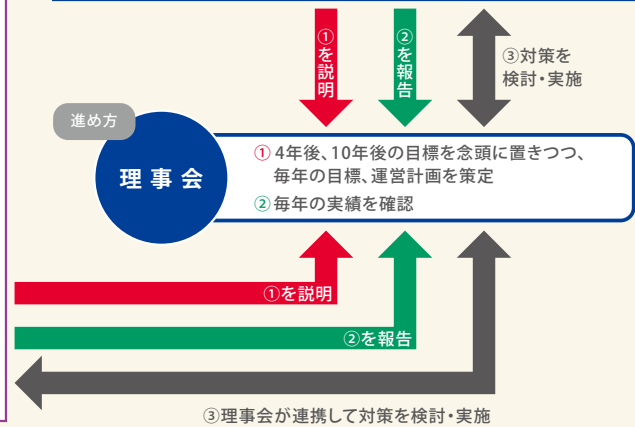 ①を説明
②を報告
③対策を
検討・実施
進め方
理事会
① 4年後、10年後の目標を念頭に置きつつ、
毎年の目標、運営計画を策定
② 毎年の実績を確認
①を説明
②を報告
③理事会が連携して対策を検討・実施